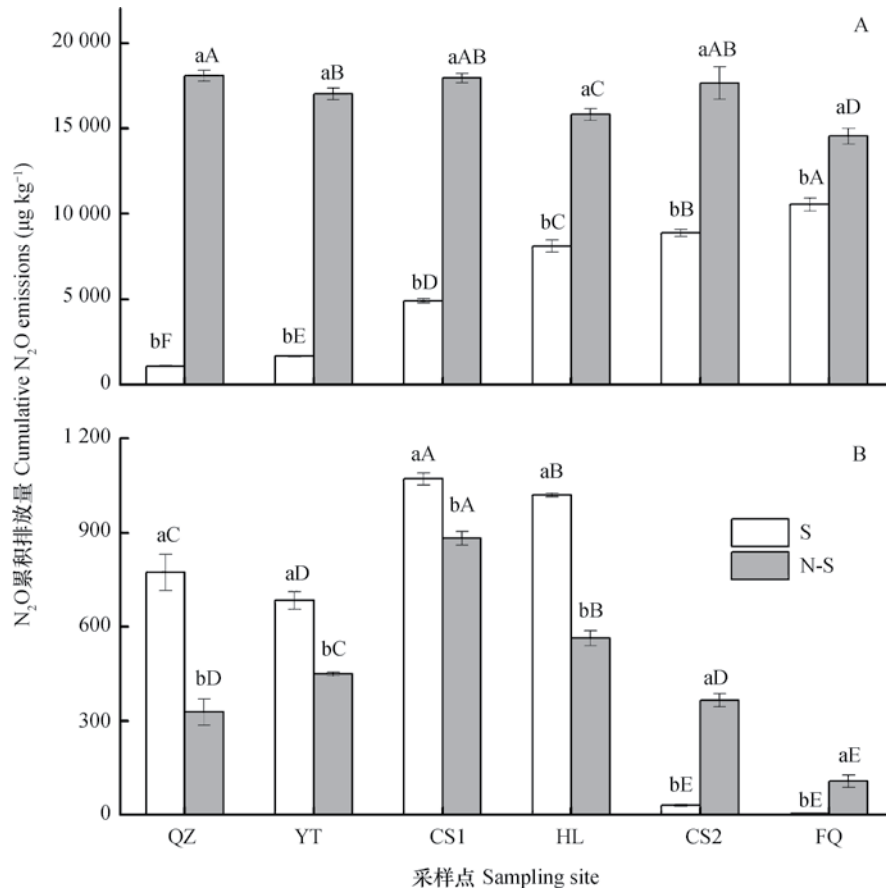 N₂O累积排放量 Cumulative N₂O emissions (μg kg⁻¹)
A
20 000
15 000
10 000
5 000
0
aA
aB
aAB
aC
aAB
aD
bF
bE
bD
bC
bB
bA
B
1 200
900
600
300
0
aC
aD
aA
aB
bE
bE
bD
bC
bA
bB
aD
aE
S
N-S
QZ YT CS1 HL CS2 FQ
采样点 Sampling site